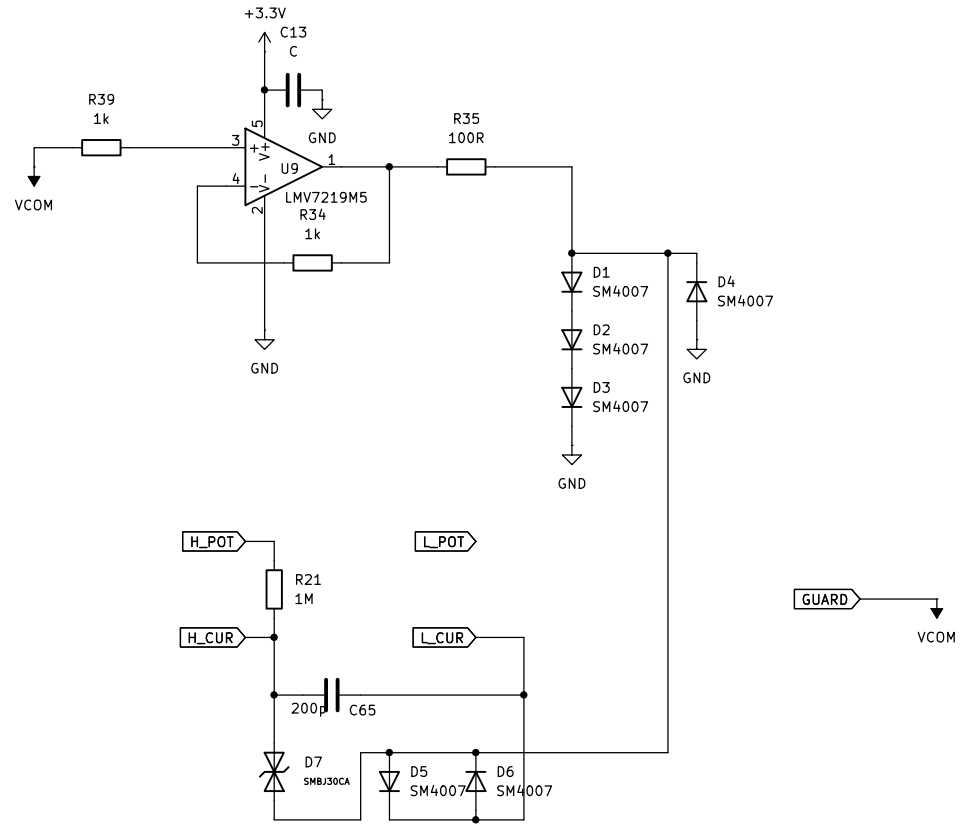 +3.3V
C13
C
GND
R39
1k
VCOM
3
4
5
2
1
+
V+
-
V-
U9
LMV7219M5
R34
1k
GND
R35
100R
D1
SM4007
D2
SM4007
D3
SM4007
GND
D4
SM4007
GND
H_POT
L_POT
R21
1M
GUARD
VCOM
H_CUR
L_CUR
200p
C65
D7
SMBJ30CA
D5
SM4007
D6
SM4007